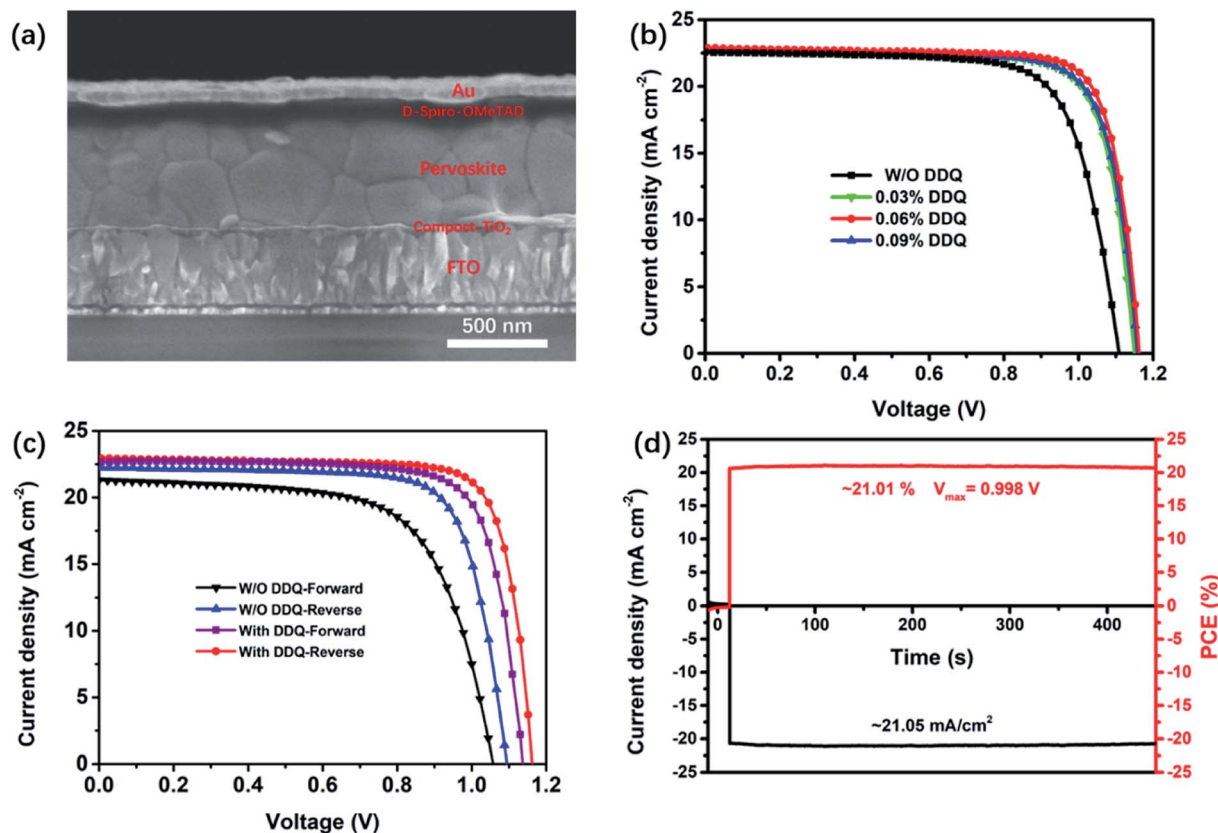 (a)
Au
D-Spiro-OMeTAD
Pervoskite
Compact-TiO₂
FTO
500 nm
(b)
Current density (mA cm⁻²)
25
20
15
10
5
0
W/O DDQ
0.03% DDQ
0.06% DDQ
0.09% DDQ
0.0 0.2 0.4 0.6 0.8 1.0 1.2
Voltage (V)
(c)
Current density (mA cm⁻²)
25
20
15
10
5
0
W/O DDQ-Forward
W/O DDQ-Reverse
With DDQ-Forward
With DDQ-Reverse
0.0 0.2 0.4 0.6 0.8 1.0 1.2
Voltage (V)
(d)
Current density (mA cm⁻²)
25
20
15
10
5
0
-5
-10
-15
-20
-25
~21.01 % Vmax= 0.998 V
0 100 200 300 400
Time (s)
~21.05 mA/cm²
25
20
15
10
5
0
-5
-10
-15
-20
-25
PCE (%)